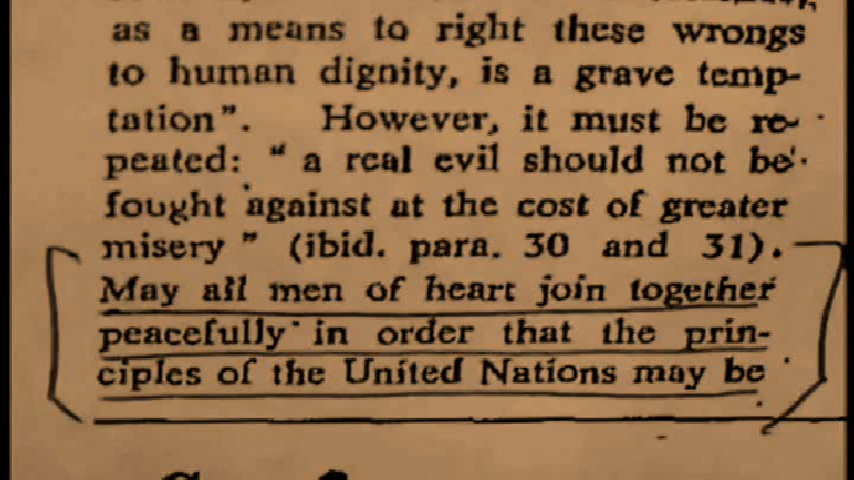 as a means to right these wrongs
to human dignity, is a grave temp-
tation". However, it must be re-
peated: " a real evil should not be
fought against at the cost of greater
misery " (ibid. para. 30 and 31).
May all men of heart join together
peacefully in order that the prin-
ciples of the United Nations may be